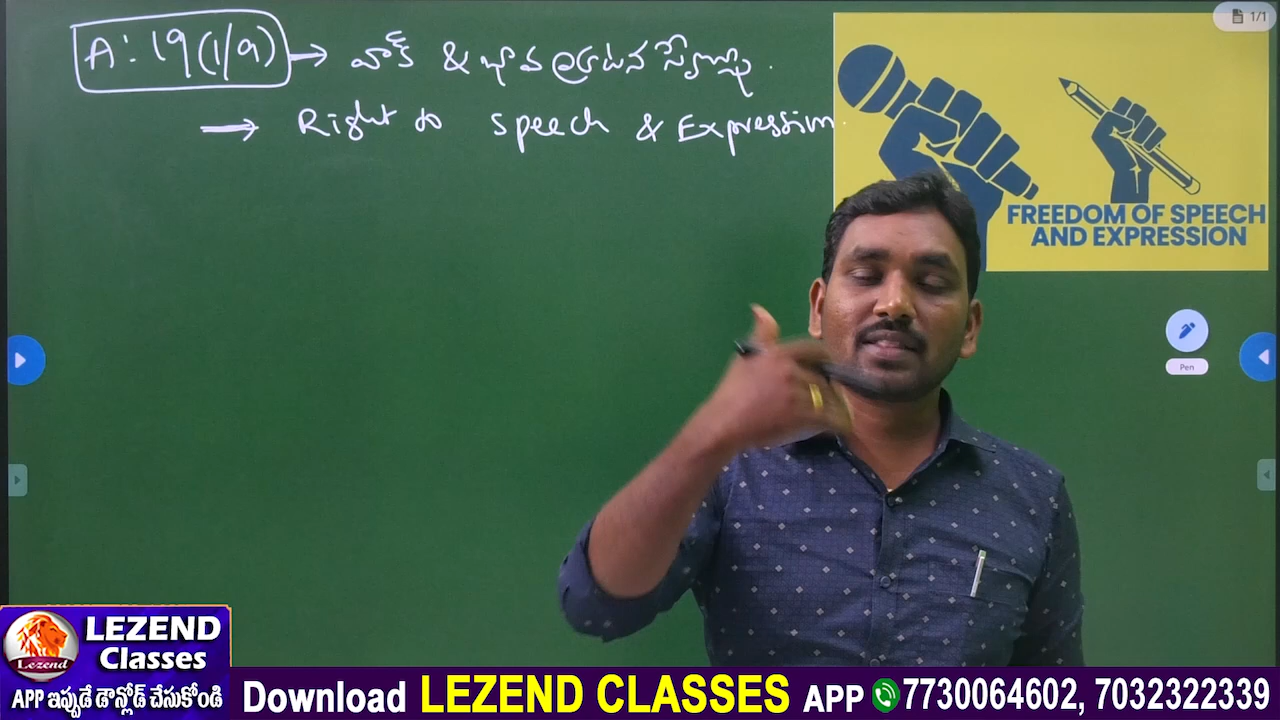 A: 19(1/a) → వాక్ & భావ ప్రకటన స్వేచ్ఛ.
→ Right to speech & Expression.
1/1
FREEDOM OF SPEECH
AND EXPRESSION
Pen
LEZEND
Classes
Lezend
APP ఇప్పుడే డౌన్లోడ్ చేసుకోండి
Download LEZEND CLASSES APP 7730064602, 7032322339